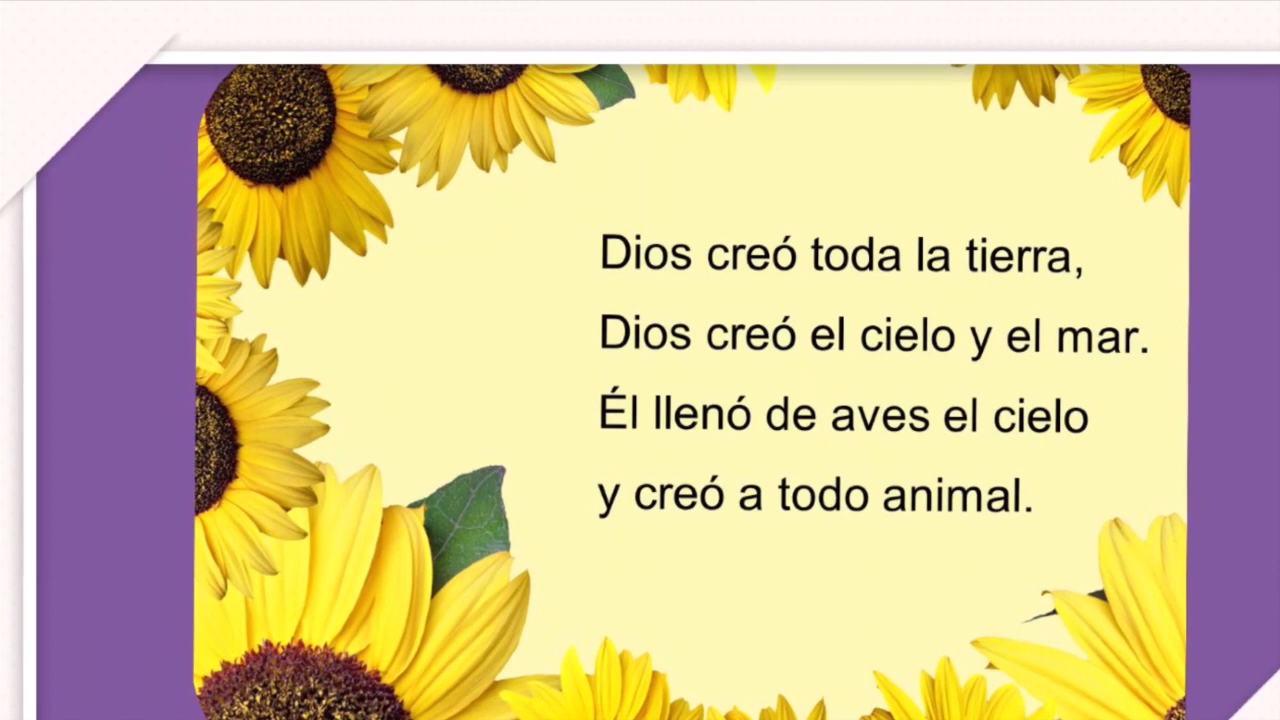 Dios creó toda la tierra,
Dios creó el cielo y el mar.
Él llenó de aves el cielo
y creó a todo animal.